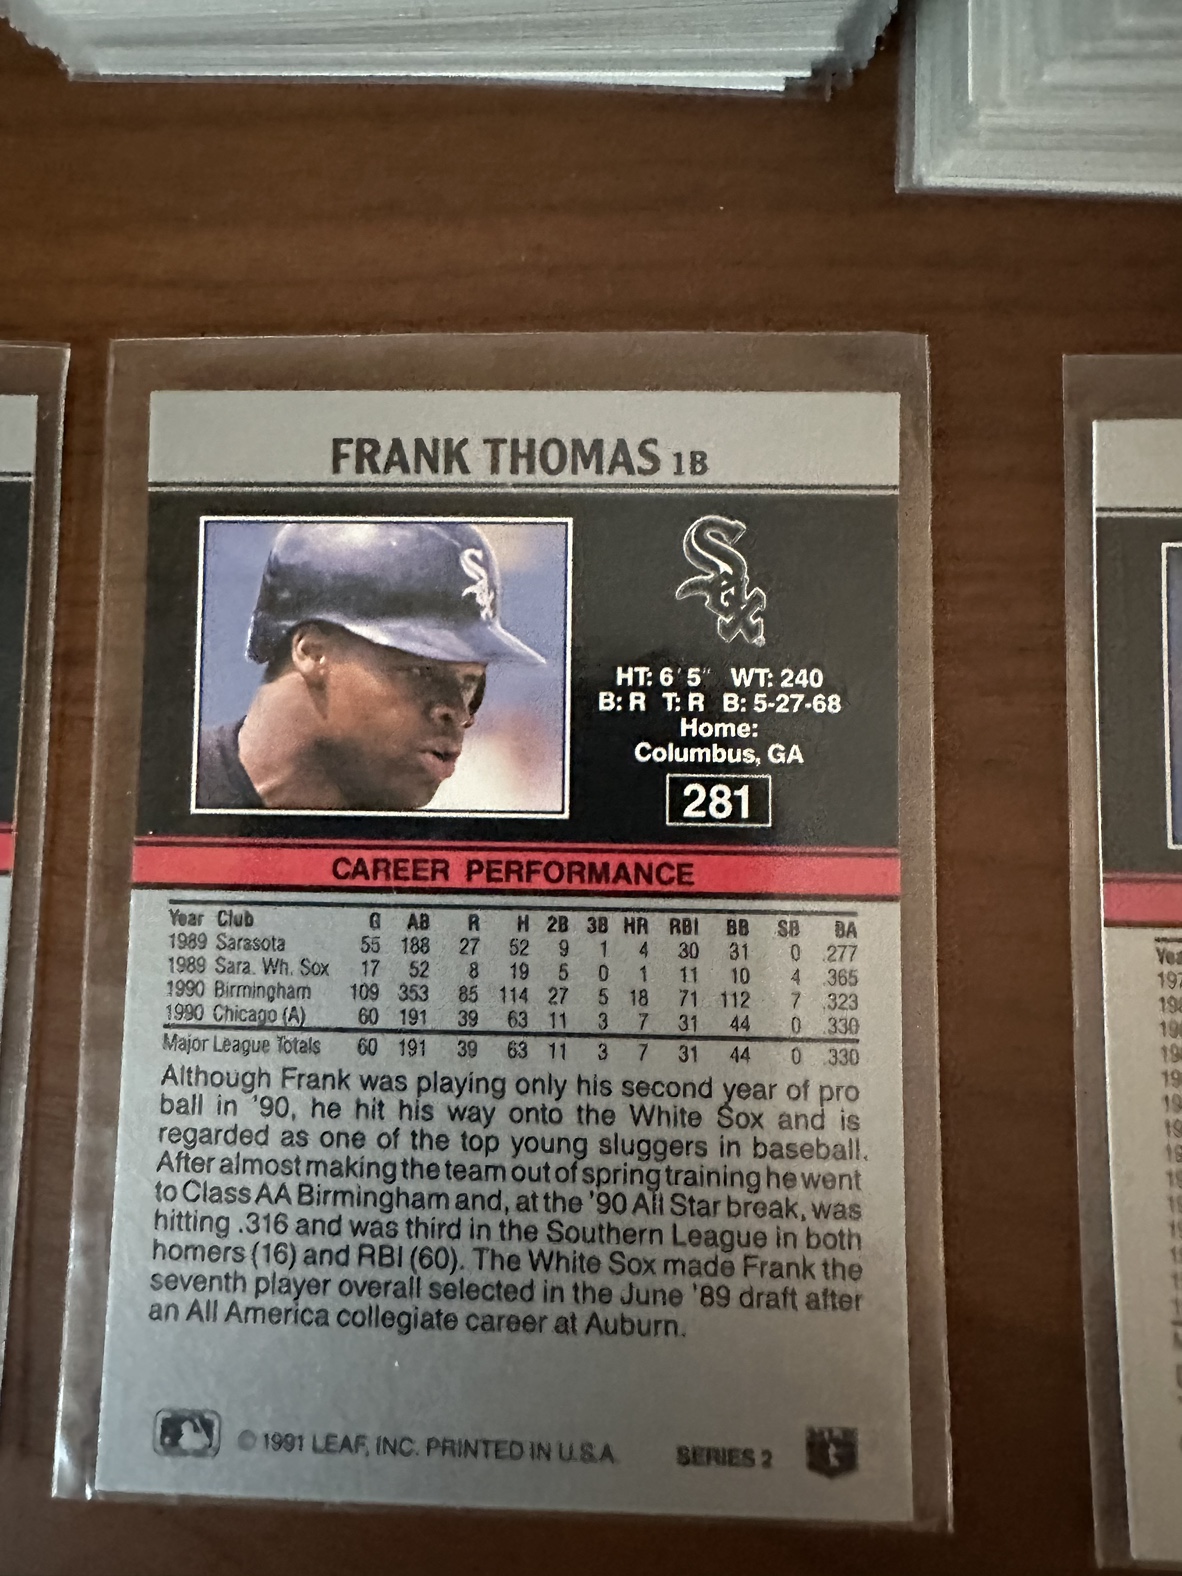 FRANK THOMAS 1B
Sox
Sox
HT: 6' 5" WT: 240
B: R T: R B: 5-27-68
Home:
Columbus, GA
281
CAREER PERFORMANCE
Year Club G AB R H 2B 3B HR RBI BB SB BA
1989 Sarasota 55 188 27 52 9 1 4 30 31 0 .277
1989 Sara. Wh. Sox 17 52 8 19 5 0 1 11 10 4 .365
1990 Birmingham 109 353 85 114 27 5 18 71 112 7 .323
1990 Chicago (A) 60 191 39 63 11 3 7 31 44 0 .330
Major League Totals 60 191 39 63 11 3 7 31 44 0 .330
Although Frank was playing only his second year of pro
ball in '90, he hit his way onto the White Sox and is
regarded as one of the top young sluggers in baseball.
After almost making the team out of spring training he went
to Class AA Birmingham and, at the '90 All Star break, was
hitting .316 and was third in the Southern League in both
homers (16) and RBI (60). The White Sox made Frank the
seventh player overall selected in the June '89 draft after
an All America collegiate career at Auburn.
© 1991 LEAF, INC. PRINTED IN U.S.A.
SERIES 2